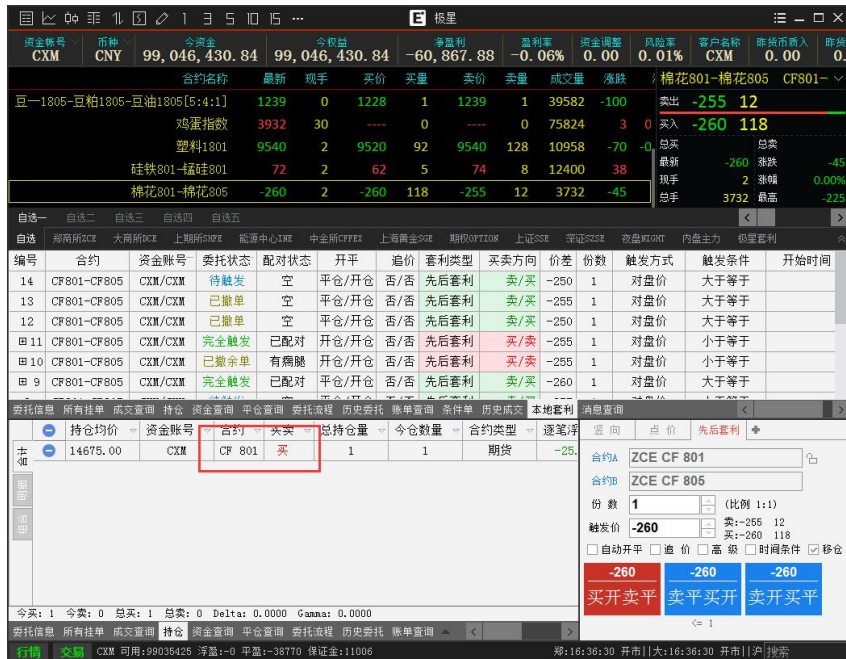 极星
资金帐号 币种 今资金 今权益 净盈利 盈利率 资金调整 风险率 客户名称 昨货币质入 昨货
CXM CNY 99,046,430.84 99,046,430.84 -60,867.88 -0.06% 0.00 0.01% CXM 0.00 0.
合约名称 最新 现手 买价 买量 卖价 卖量 成交量 涨跌
豆一1805-豆粕1805-豆油1805[5:4:1] 1239 0 1228 1 1239 1 39582 -100
鸡蛋指数 3932 30 ---- 0 ---- 0 75824 3 0
塑料1801 9540 2 9520 92 9540 128 10958 -70 -0
硅铁801-锰硅801 72 2 62 5 74 8 12400 38
棉花801-棉花805 -260 2 -260 118 -255 12 3732 -45
棉花801-棉花805 CF801-
卖出 -255 12
买入 -260 118
总买 总卖
最新 -260 涨跌 -45
现手 2 涨幅 0.00%
总手 3732 最高 -225
自选一 自选二 自选三 自选四 自选五
自选 郑商所ZCE 大商所DCE 上期所SHFE 能源中心INE 中金所CFFEX 上海黄金SGE 期权OPTION 上证SSE 深证SZSE 夜盘NIGHT 内盘主力 极星套利
编号 合约 资金账号 委托状态 配对状态 开平 追价 套利类型 买卖方向 价差 份数 触发方式 触发条件 开始时间
14 CF801-CF805 CXM/CXM 待触发 空 平仓/开仓 否/否 先后套利 卖/买 -250 1 对盘价 大于等于
13 CF801-CF805 CXM/CXM 已撤单 空 平仓/开仓 否/否 先后套利 卖/买 -255 1 对盘价 大于等于
12 CF801-CF805 CXM/CXM 已撤单 空 平仓/开仓 否/否 先后套利 卖/买 -250 1 对盘价 大于等于
11 CF801-CF805 CXM/CXM 完全触发 已配对 开仓/开仓 否/否 先后套利 买/卖 -255 1 对盘价 小于等于
10 CF801-CF805 CXM/CXM 已撤余单 有瘸腿 开仓/开仓 否/否 先后套利 买/卖 -255 1 对盘价 小于等于
9 CF801-CF805 CXM/CXM 完全触发 已配对 平仓/开仓 否/否 先后套利 卖/买 -260 1 对盘价 大于等于
委托信息 所有挂单 成交查询 持仓 资金查询 平仓查询 委托流程 历史委托 账单查询 条件单 历史成交 本地套利 消息查询
持仓均价 资金账号 合约 买卖 总持仓量 今仓数量 合约类型 逐笔浮
14675.00 CXM CF 801 买 1 1 期货 -25.
竖向 点价 先后套利
合约A ZCE CF 801
合约B ZCE CF 805
份数 1 (比例 1:1)
触发价 -260 卖:-255 12
买:-260 118
自动开平 追价 高级 时间条件 移仓
-260 -260 -260
买开卖平 卖平买开 卖开买平
<= 1
今买: 1 今卖: 0 总买: 1 总卖: 0 Delta: 0.0000 Gamma: 0.0000
委托信息 所有挂单 成交查询 持仓 资金查询 平仓查询 委托流程 历史委托 账单查询
行情 交易 CXM 可用:99035425 浮盈:-0 平盈:-38770 保证金:11006 郑:16:36:30 开市||大:16:36:30 开市||沪 搜索